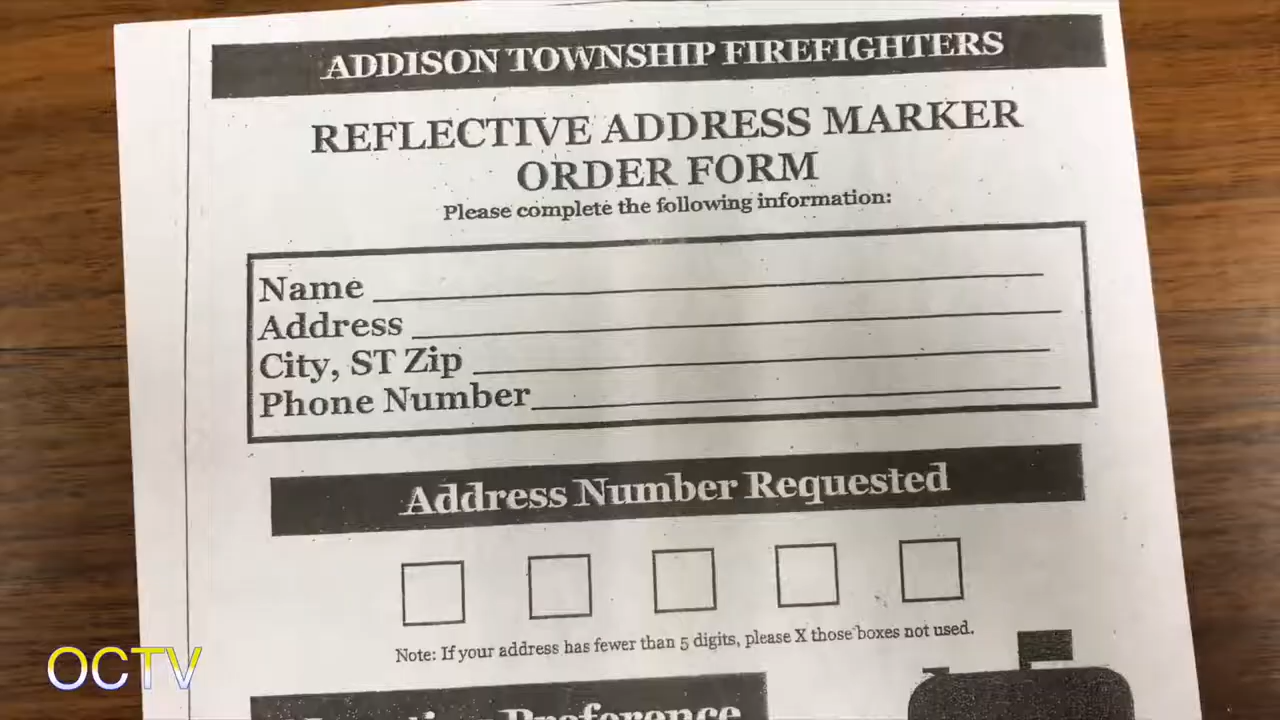 ADDISON TOWNSHIP FIREFIGHTERS
REFLECTIVE ADDRESS MARKER
ORDER FORM
Please complete the following information:
Name
Address
City, ST Zip
Phone Number
Address Number Requested
Note: If your address has fewer than 5 digits, please X those boxes not used.
Preference
OCTV